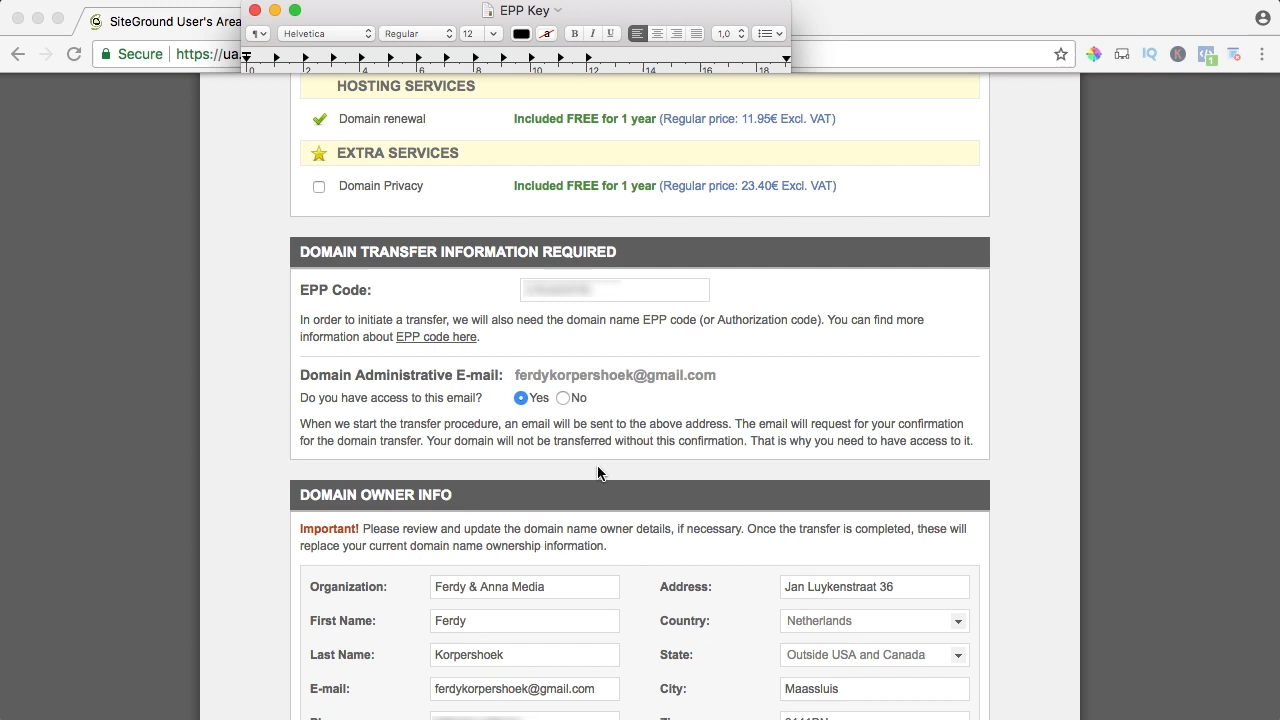 SiteGround User's Area
EPP Key
Helvetica
Regular
12
B I U
1,0
0 2 4 6 8 10 12 14 16 18
Secure
https://ua.
HOSTING SERVICES
Domain renewal Included FREE for 1 year (Regular price: 11.95€ Excl. VAT)
EXTRA SERVICES
Domain Privacy Included FREE for 1 year (Regular price: 23.40€ Excl. VAT)
DOMAIN TRANSFER INFORMATION REQUIRED
EPP Code:
In order to initiate a transfer, we will also need the domain name EPP code (or Authorization code). You can find more
information about EPP code here.
Domain Administrative E-mail: ferdykorpershoek@gmail.com
Do you have access to this email? Yes No
When we start the transfer procedure, an email will be sent to the above address. The email will request for your confirmation
for the domain transfer. Your domain will not be transferred without this confirmation. That is why you need to have access to it.
DOMAIN OWNER INFO
Important! Please review and update the domain name owner details, if necessary. Once the transfer is completed, these will
replace your current domain name ownership information.
Organization: Ferdy & Anna Media Address: Jan Luykenstraat 36
First Name: Ferdy Country: Netherlands
Last Name: Korpershoek State: Outside USA and Canada
E-mail: ferdykorpershoek@gmail.com City: Maassluis